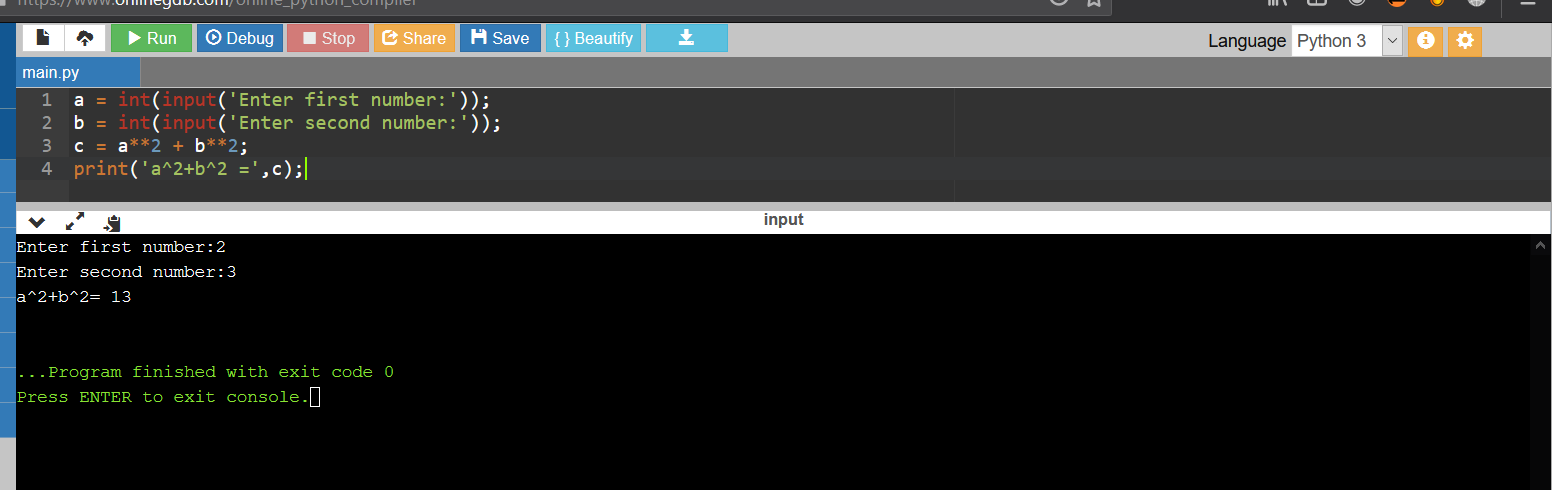 https://www.onlinegdb.com/online_python_compiler
Run Debug Stop Share Save { } Beautify
Language Python 3
main.py
1 a = int(input('Enter first number:'));
2 b = int(input('Enter second number:'));
3 c = a**2 + b**2;
4 print('a^2+b^2 =',c);
input
Enter first number:2
Enter second number:3
a^2+b^2= 13
...Program finished with exit code 0
Press ENTER to exit console.